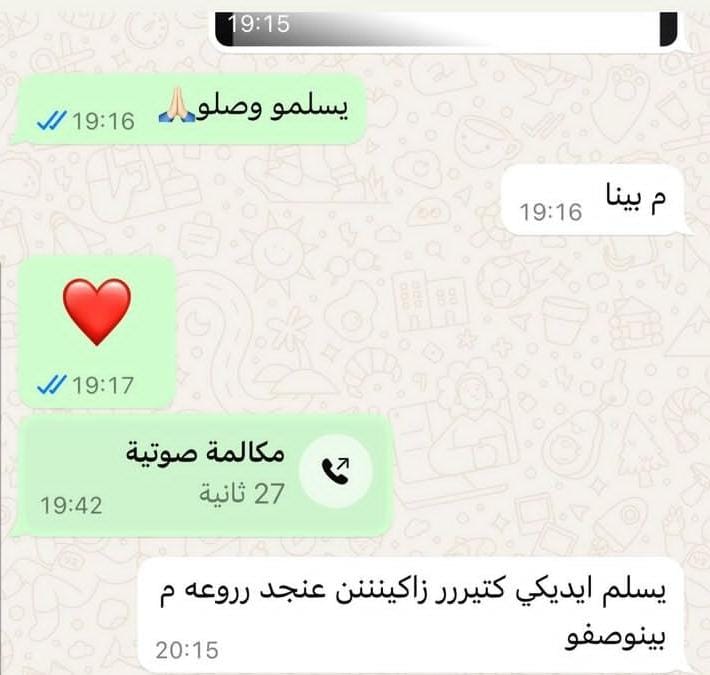 19:15
يسلمو وصلو🙏🏻
19:16
م بينا
19:16
❤️
19:17
مكالمة صوتية
27 ثانية
19:42
يسلم ايديكي كتيررر زاكيننننن عنجد رروعه م
بينوصفو
20:15